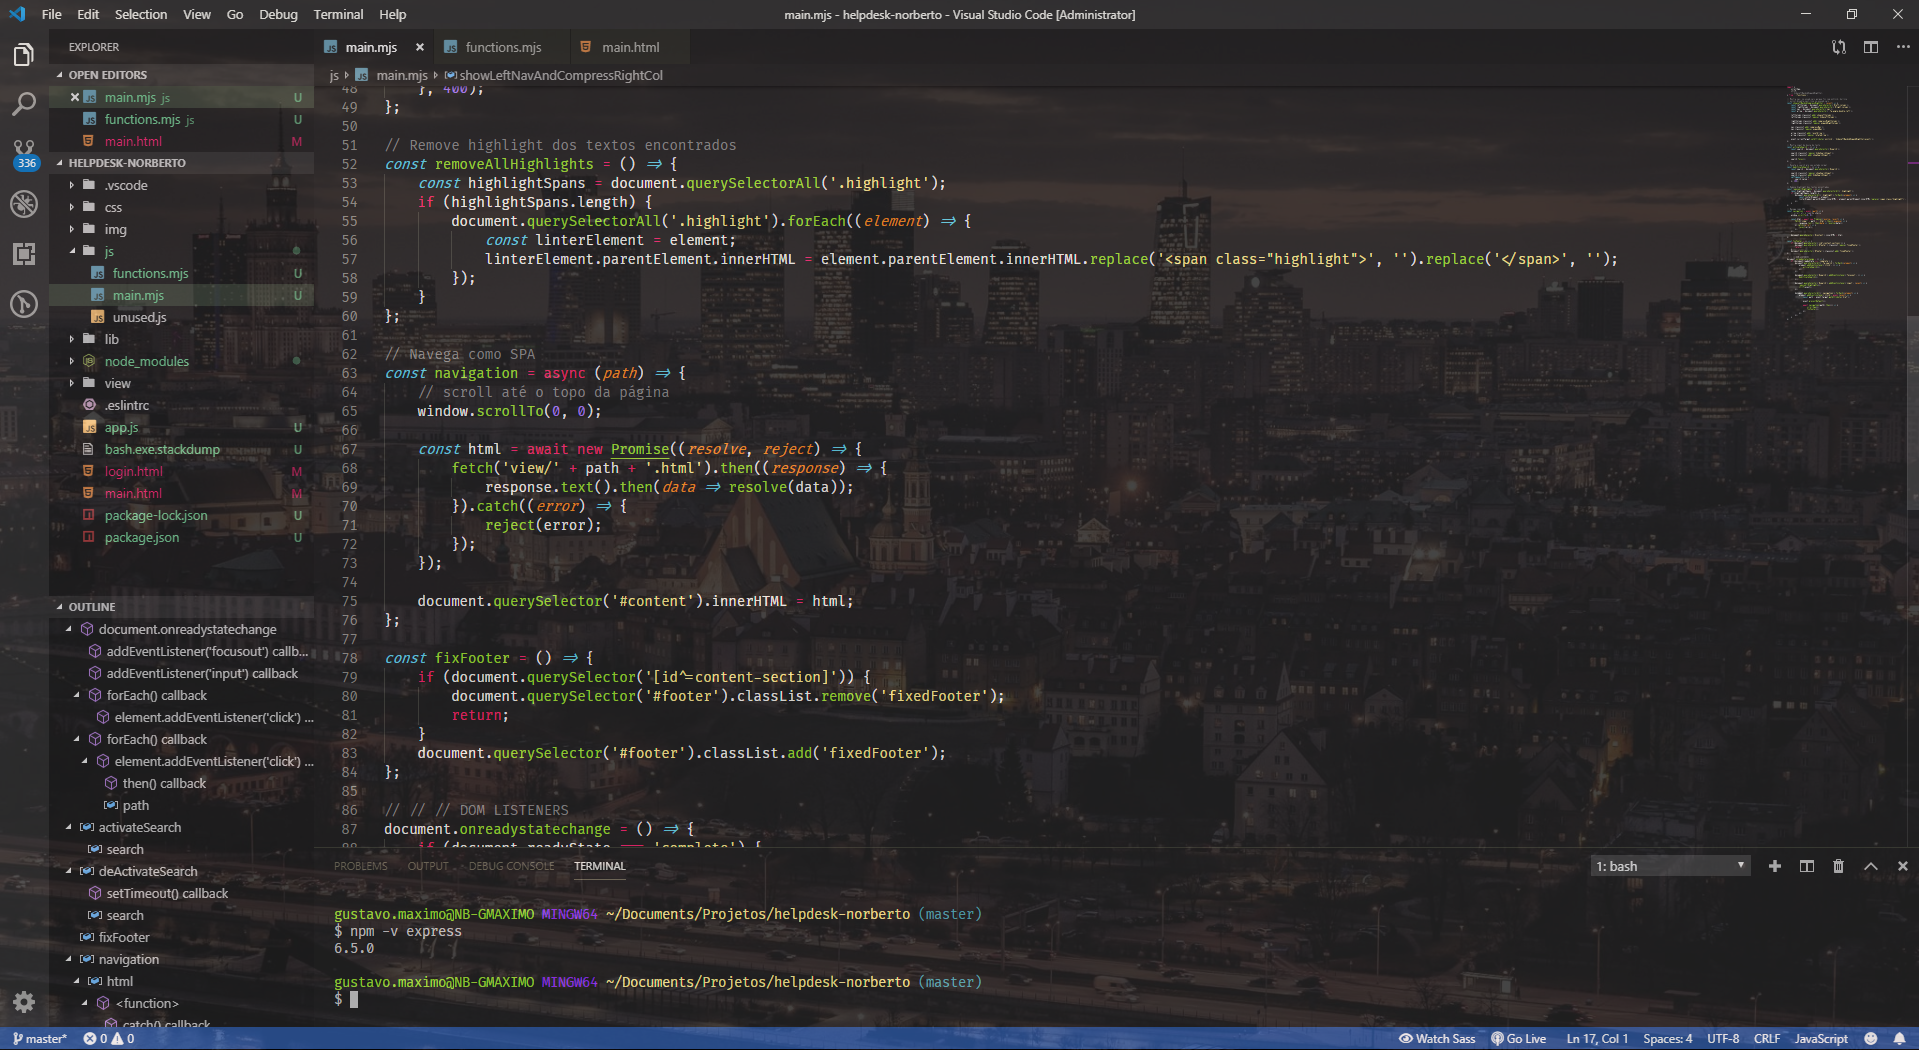 File Edit Selection View Go Debug Terminal Help
main.mjs - helpdesk-norberto - Visual Studio Code [Administrator]
EXPLORER
OPEN EDITORS
main.mjs js U
functions.mjs js U
main.html M
336
HELPDESK-NORBERTO
.vscode
css
img
js
functions.mjs U
main.mjs U
unused.js
lib
node_modules
view
.eslintrc
app.js U
bash.exe.stackdump U
login.html M
main.html M
package-lock.json U
package.json U
OUTLINE
document.onreadystatechange
addEventListener('focusout') callb...
addEventListener('input') callback
forEach() callback
element.addEventListener('click') ...
forEach() callback
element.addEventListener('click') ...
then() callback
path
activateSearch
search
deActivateSearch
setTimeout() callback
search
fixFooter
navigation
html
<function>
catch() callback
main.mjs functions.mjs main.html
js main.mjs showLeftNavAndCompressRightCol
48 }, 400);
49 };
50
51 // Remove highlight dos textos encontrados
52 const removeAllHighlights = () => {
53 const highlightSpans = document.querySelectorAll('.highlight');
54 if (highlightSpans.length) {
55 document.querySelectorAll('.highlight').forEach((element) => {
56 const linterElement = element;
57 linterElement.parentElement.innerHTML = element.parentElement.innerHTML.replace('<span class="highlight">', '').replace('</span>', '');
58 });
59 }
60 };
61
62 // Navega como SPA
63 const navigation = async (path) => {
64 // scroll até o topo da página
65 window.scrollTo(0, 0);
66
67 const html = await new Promise((resolve, reject) => {
68 fetch('view/' + path + '.html').then((response) => {
69 response.text().then(data => resolve(data));
70 }).catch((error) => {
71 reject(error);
72 });
73 });
74
75 document.querySelector('#content').innerHTML = html;
76 };
77
78 const fixFooter = () => {
79 if (document.querySelector('[id^=content-section]')) {
80 document.querySelector('#footer').classList.remove('fixedFooter');
81 return;
82 }
83 document.querySelector('#footer').classList.add('fixedFooter');
84 };
85
86 // // // DOM LISTENERS
87 document.onreadystatechange = () => {
88 if (document.readyState === 'complete') {
PROBLEMS OUTPUT DEBUG CONSOLE TERMINAL
1: bash
gustavo.maximo@NB-GMAXIMO MINGW64 ~/Documents/Projetos/helpdesk-norberto (master)
$ npm -v express
6.5.0
gustavo.maximo@NB-GMAXIMO MINGW64 ~/Documents/Projetos/helpdesk-norberto (master)
$
master* 0 0
Watch Sass Go Live Ln 17, Col 1 Spaces: 4 UTF-8 CRLF JavaScript